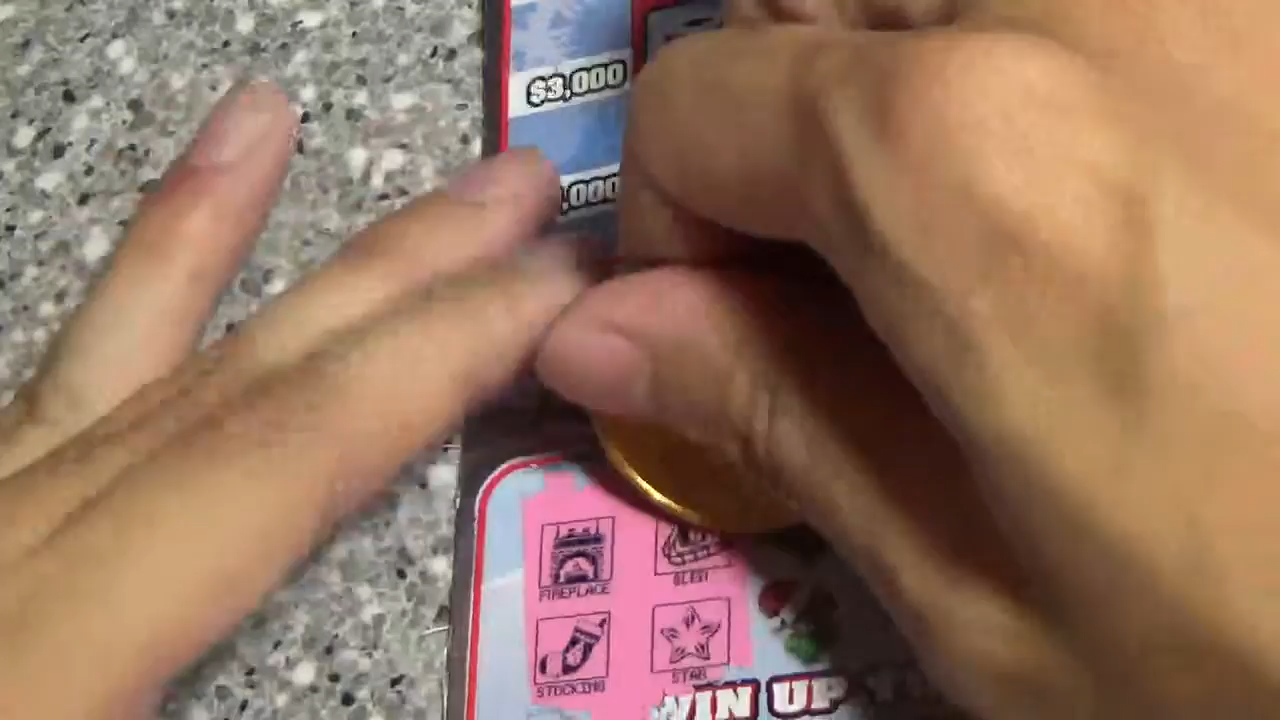 $3,000
,000
FIREPLACE
SLED
STOCKING
STAR
WIN UP